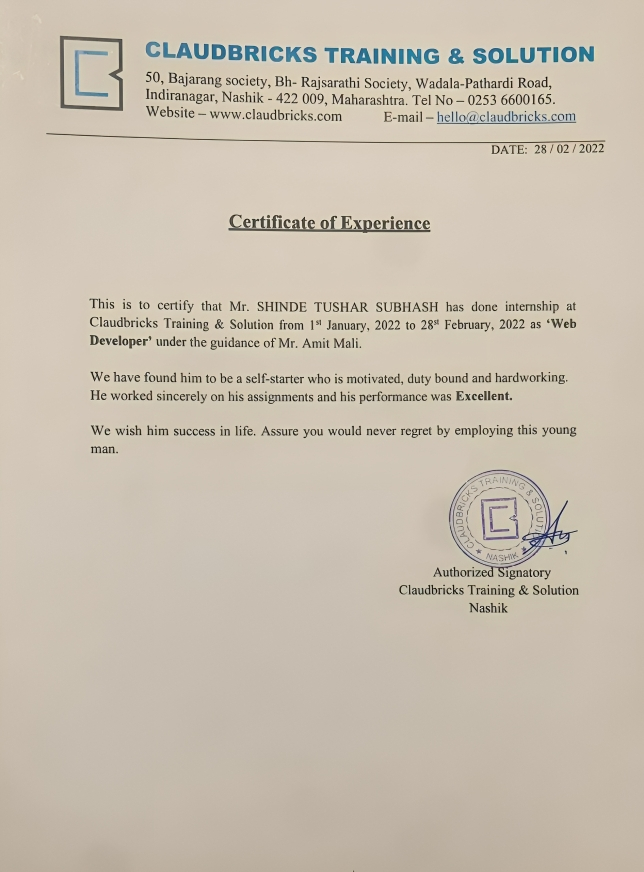 CLAUDBRICKS TRAINING & SOLUTION
50, Bajarang society, Bh- Rajsarathi Society, Wadala-Pathardi Road,
Indiranagar, Nashik - 422 009, Maharashtra. Tel No – 0253 6600165.
Website – www.claudbricks.com E-mail – hello@claudbricks.com
DATE: 28 / 02 / 2022
Certificate of Experience
This is to certify that Mr. SHINDE TUSHAR SUBHASH has done internship at
Claudbricks Training & Solution from 1st January, 2022 to 28st February, 2022 as ‘Web
Developer’ under the guidance of Mr. Amit Mali.
We have found him to be a self-starter who is motivated, duty bound and hardworking.
He worked sincerely on his assignments and his performance was Excellent.
We wish him success in life. Assure you would never regret by employing this young
man.
CLAUDBRICKS TRAINING & SOLUTION
NASHIK
Authorized Signatory
Claudbricks Training & Solution
Nashik